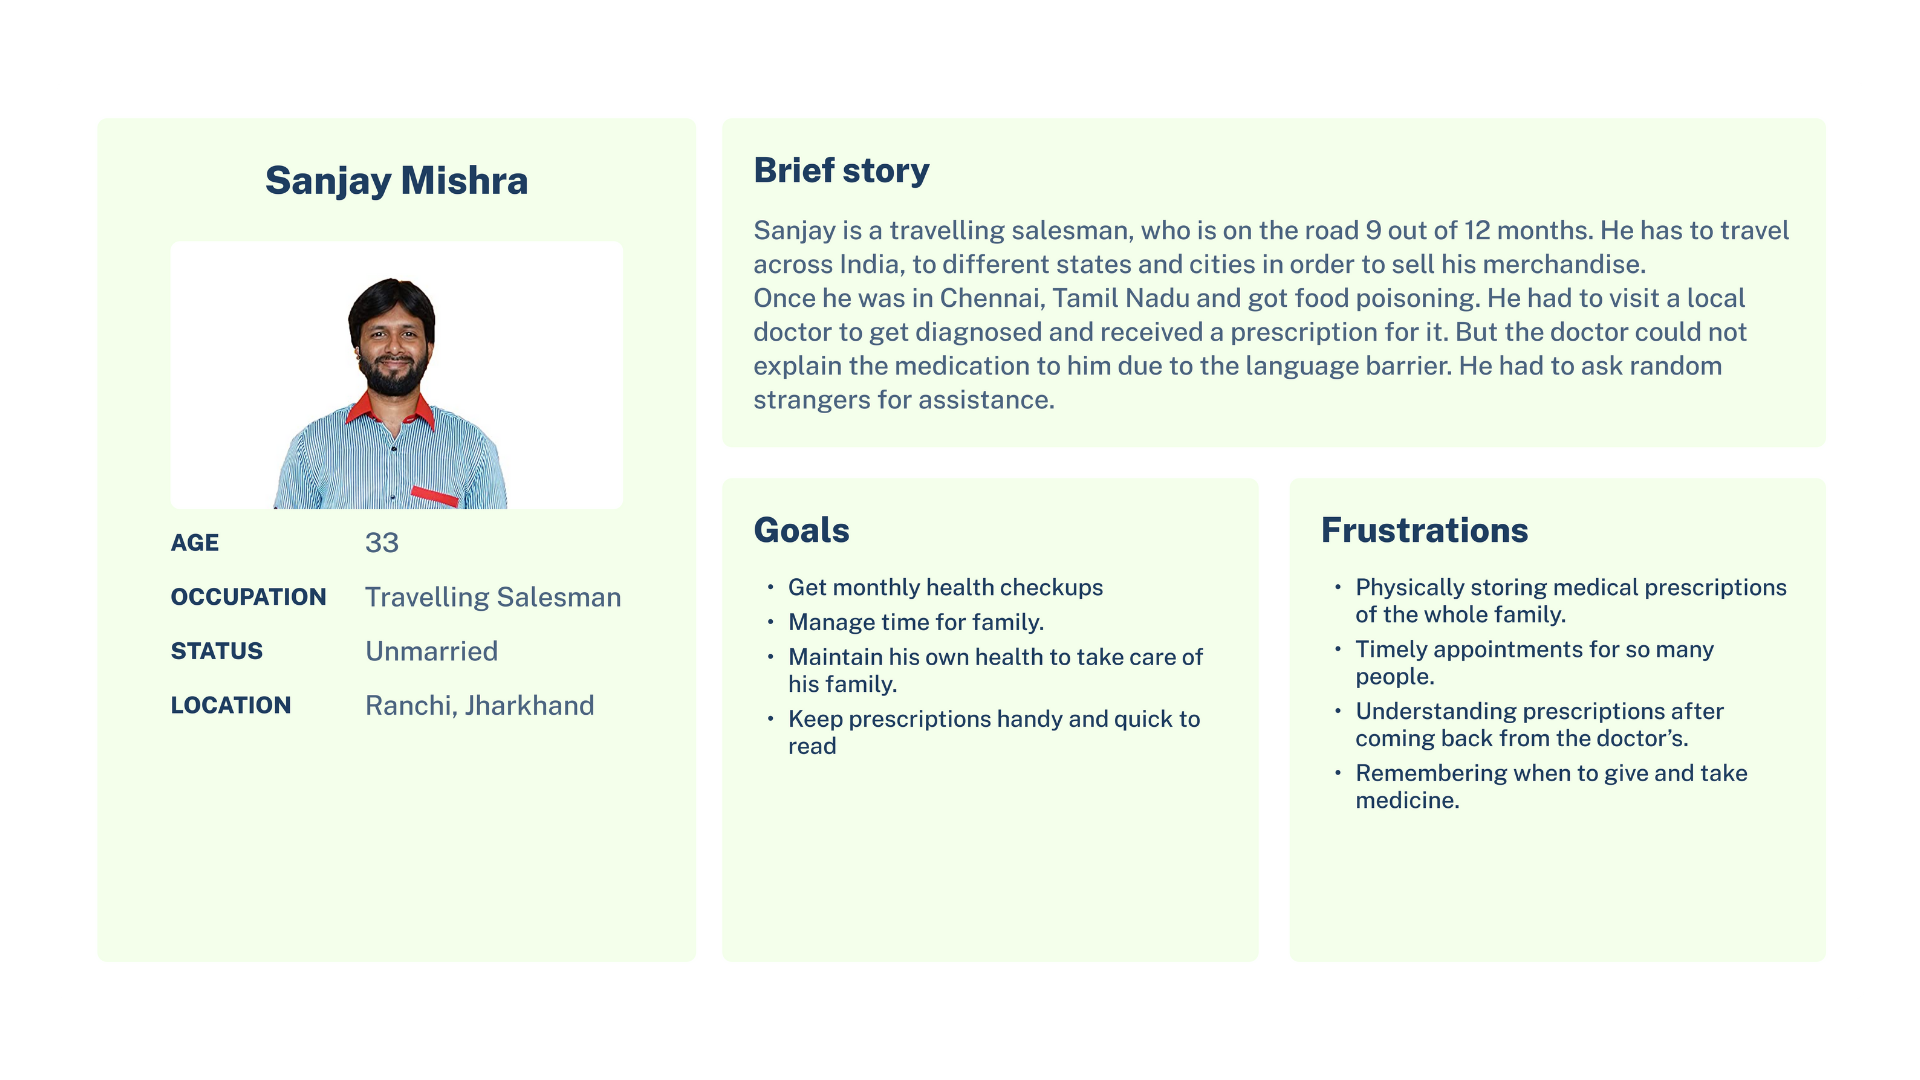 Sanjay Mishra
AGE 33
OCCUPATION Travelling Salesman
STATUS Unmarried
LOCATION Ranchi, Jharkhand
Brief story
Sanjay is a travelling salesman, who is on the road 9 out of 12 months. He has to travel
across India, to different states and cities in order to sell his merchandise.
Once he was in Chennai, Tamil Nadu and got food poisoning. He had to visit a local
doctor to get diagnosed and received a prescription for it. But the doctor could not
explain the medication to him due to the language barrier. He had to ask random
strangers for assistance.
Goals
• Get monthly health checkups
• Manage time for family.
• Maintain his own health to take care of
his family.
• Keep prescriptions handy and quick to
read
Frustrations
• Physically storing medical prescriptions
of the whole family.
• Timely appointments for so many
people.
• Understanding prescriptions after
coming back from the doctor’s.
• Remembering when to give and take
medicine.